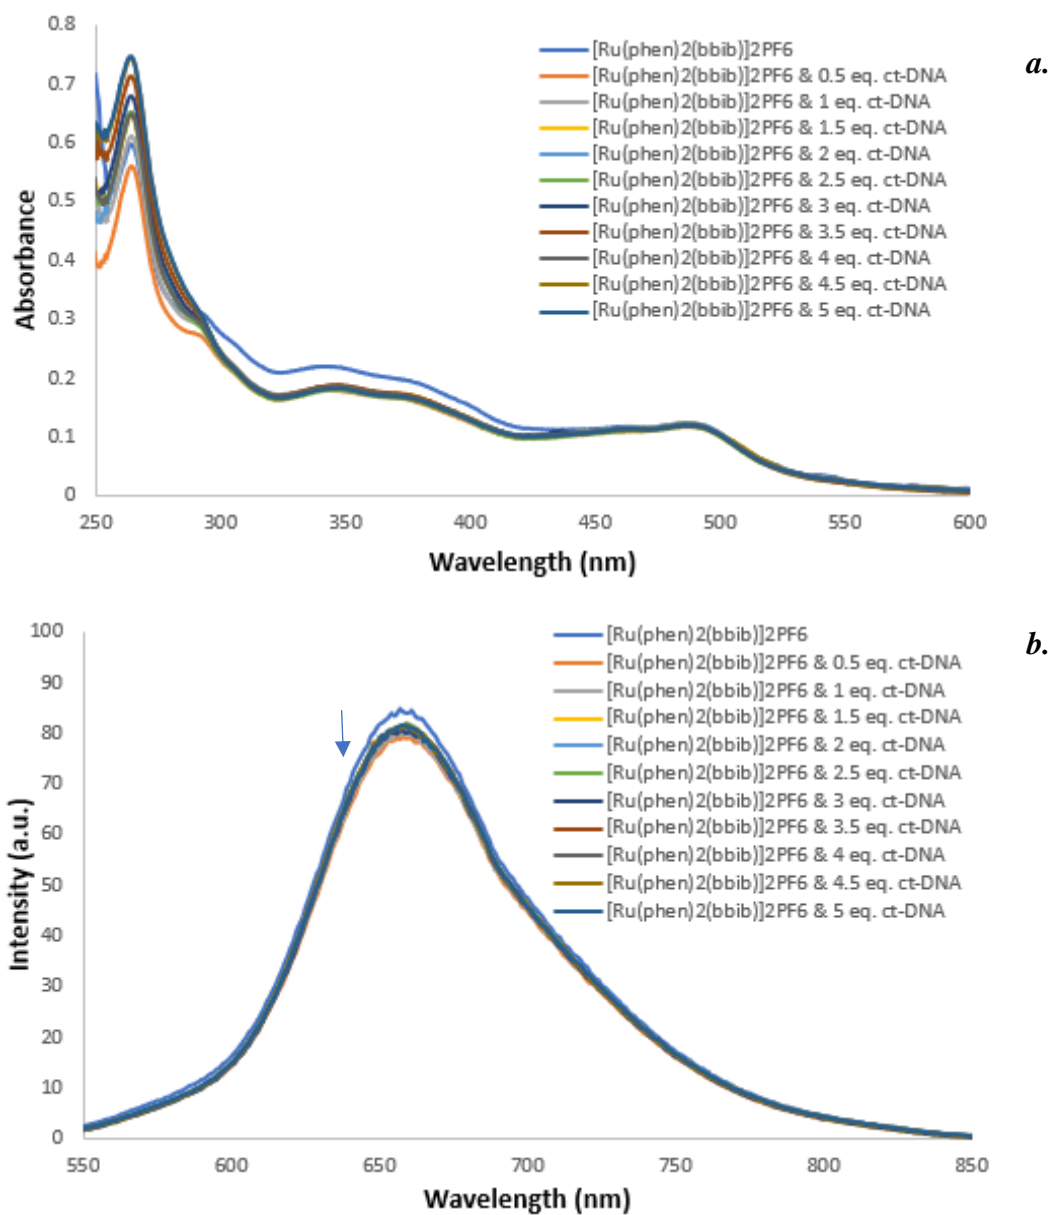 a.
0.8
0.7
0.6
0.5
0.4
0.3
0.2
0.1
0
Absorbance
[Ru(phen)2(bbib)]2PF6
[Ru(phen)2(bbib)]2PF6 & 0.5 eq. ct-DNA
[Ru(phen)2(bbib)]2PF6 & 1 eq. ct-DNA
[Ru(phen)2(bbib)]2PF6 & 1.5 eq. ct-DNA
[Ru(phen)2(bbib)]2PF6 & 2 eq. ct-DNA
[Ru(phen)2(bbib)]2PF6 & 2.5 eq. ct-DNA
[Ru(phen)2(bbib)]2PF6 & 3 eq. ct-DNA
[Ru(phen)2(bbib)]2PF6 & 3.5 eq. ct-DNA
[Ru(phen)2(bbib)]2PF6 & 4 eq. ct-DNA
[Ru(phen)2(bbib)]2PF6 & 4.5 eq. ct-DNA
[Ru(phen)2(bbib)]2PF6 & 5 eq. ct-DNA
250 300 350 400 450 500 550 600
Wavelength (nm)
b.
100
90
80
70
60
50
40
30
20
10
0
Intensity (a.u.)
[Ru(phen)2(bbib)]2PF6
[Ru(phen)2(bbib)]2PF6 & 0.5 eq. ct-DNA
[Ru(phen)2(bbib)]2PF6 & 1 eq. ct-DNA
[Ru(phen)2(bbib)]2PF6 & 1.5 eq. ct-DNA
[Ru(phen)2(bbib)]2PF6 & 2 eq. ct-DNA
[Ru(phen)2(bbib)]2PF6 & 2.5 eq. ct-DNA
[Ru(phen)2(bbib)]2PF6 & 3 eq. ct-DNA
[Ru(phen)2(bbib)]2PF6 & 3.5 eq. ct-DNA
[Ru(phen)2(bbib)]2PF6 & 4 eq. ct-DNA
[Ru(phen)2(bbib)]2PF6 & 4.5 eq. ct-DNA
[Ru(phen)2(bbib)]2PF6 & 5 eq. ct-DNA
550 600 650 700 750 800 850
Wavelength (nm)